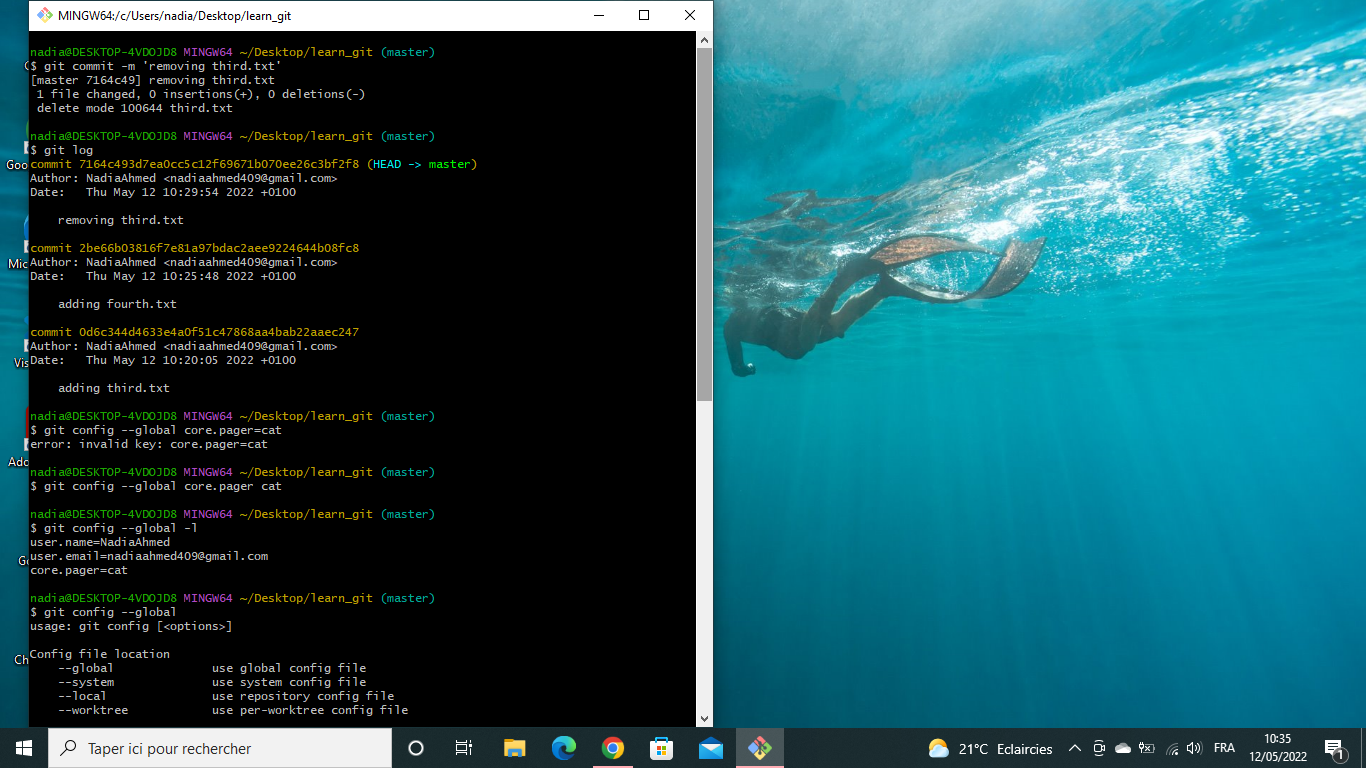 MINGW64:/c/Users/nadia/Desktop/learn_git
nadia@DESKTOP-4VDOJD8 MINGW64 ~/Desktop/learn_git (master)
$ git commit -m 'removing third.txt'
[master 7164c49] removing third.txt
 1 file changed, 0 insertions(+), 0 deletions(-)
 delete mode 100644 third.txt
nadia@DESKTOP-4VDOJD8 MINGW64 ~/Desktop/learn_git (master)
$ git log
commit 7164c493d7ea0cc5c12f69671b070ee26c3bf2f8 (HEAD -> master)
Author: NadiaAhmed <nadiaahmed409@gmail.com>
Date:   Thu May 12 10:29:54 2022 +0100
    removing third.txt
commit 2be66b03816f7e81a97bdac2aee9224644b08fc8
Author: NadiaAhmed <nadiaahmed409@gmail.com>
Date:   Thu May 12 10:25:48 2022 +0100
    adding fourth.txt
commit 0d6c344d4633e4a0f51c47868aa4bab22aaec247
Author: NadiaAhmed <nadiaahmed409@gmail.com>
Date:   Thu May 12 10:20:05 2022 +0100
    adding third.txt
nadia@DESKTOP-4VDOJD8 MINGW64 ~/Desktop/learn_git (master)
$ git config --global core.pager=cat
error: invalid key: core.pager=cat
nadia@DESKTOP-4VDOJD8 MINGW64 ~/Desktop/learn_git (master)
$ git config --global core.pager cat
nadia@DESKTOP-4VDOJD8 MINGW64 ~/Desktop/learn_git (master)
$ git config --global -l
user.name=NadiaAhmed
user.email=nadiaahmed409@gmail.com
core.pager=cat
nadia@DESKTOP-4VDOJD8 MINGW64 ~/Desktop/learn_git (master)
$ git config --global
usage: git config [<options>]
Config file location
    --global              use global config file
    --system              use system config file
    --local               use repository config file
    --worktree            use per-worktree config file
Goo
Mic
Vis
Ado
Ch
Taper ici pour rechercher
21°C Eclaircies
FRA
10:35
12/05/2022
1